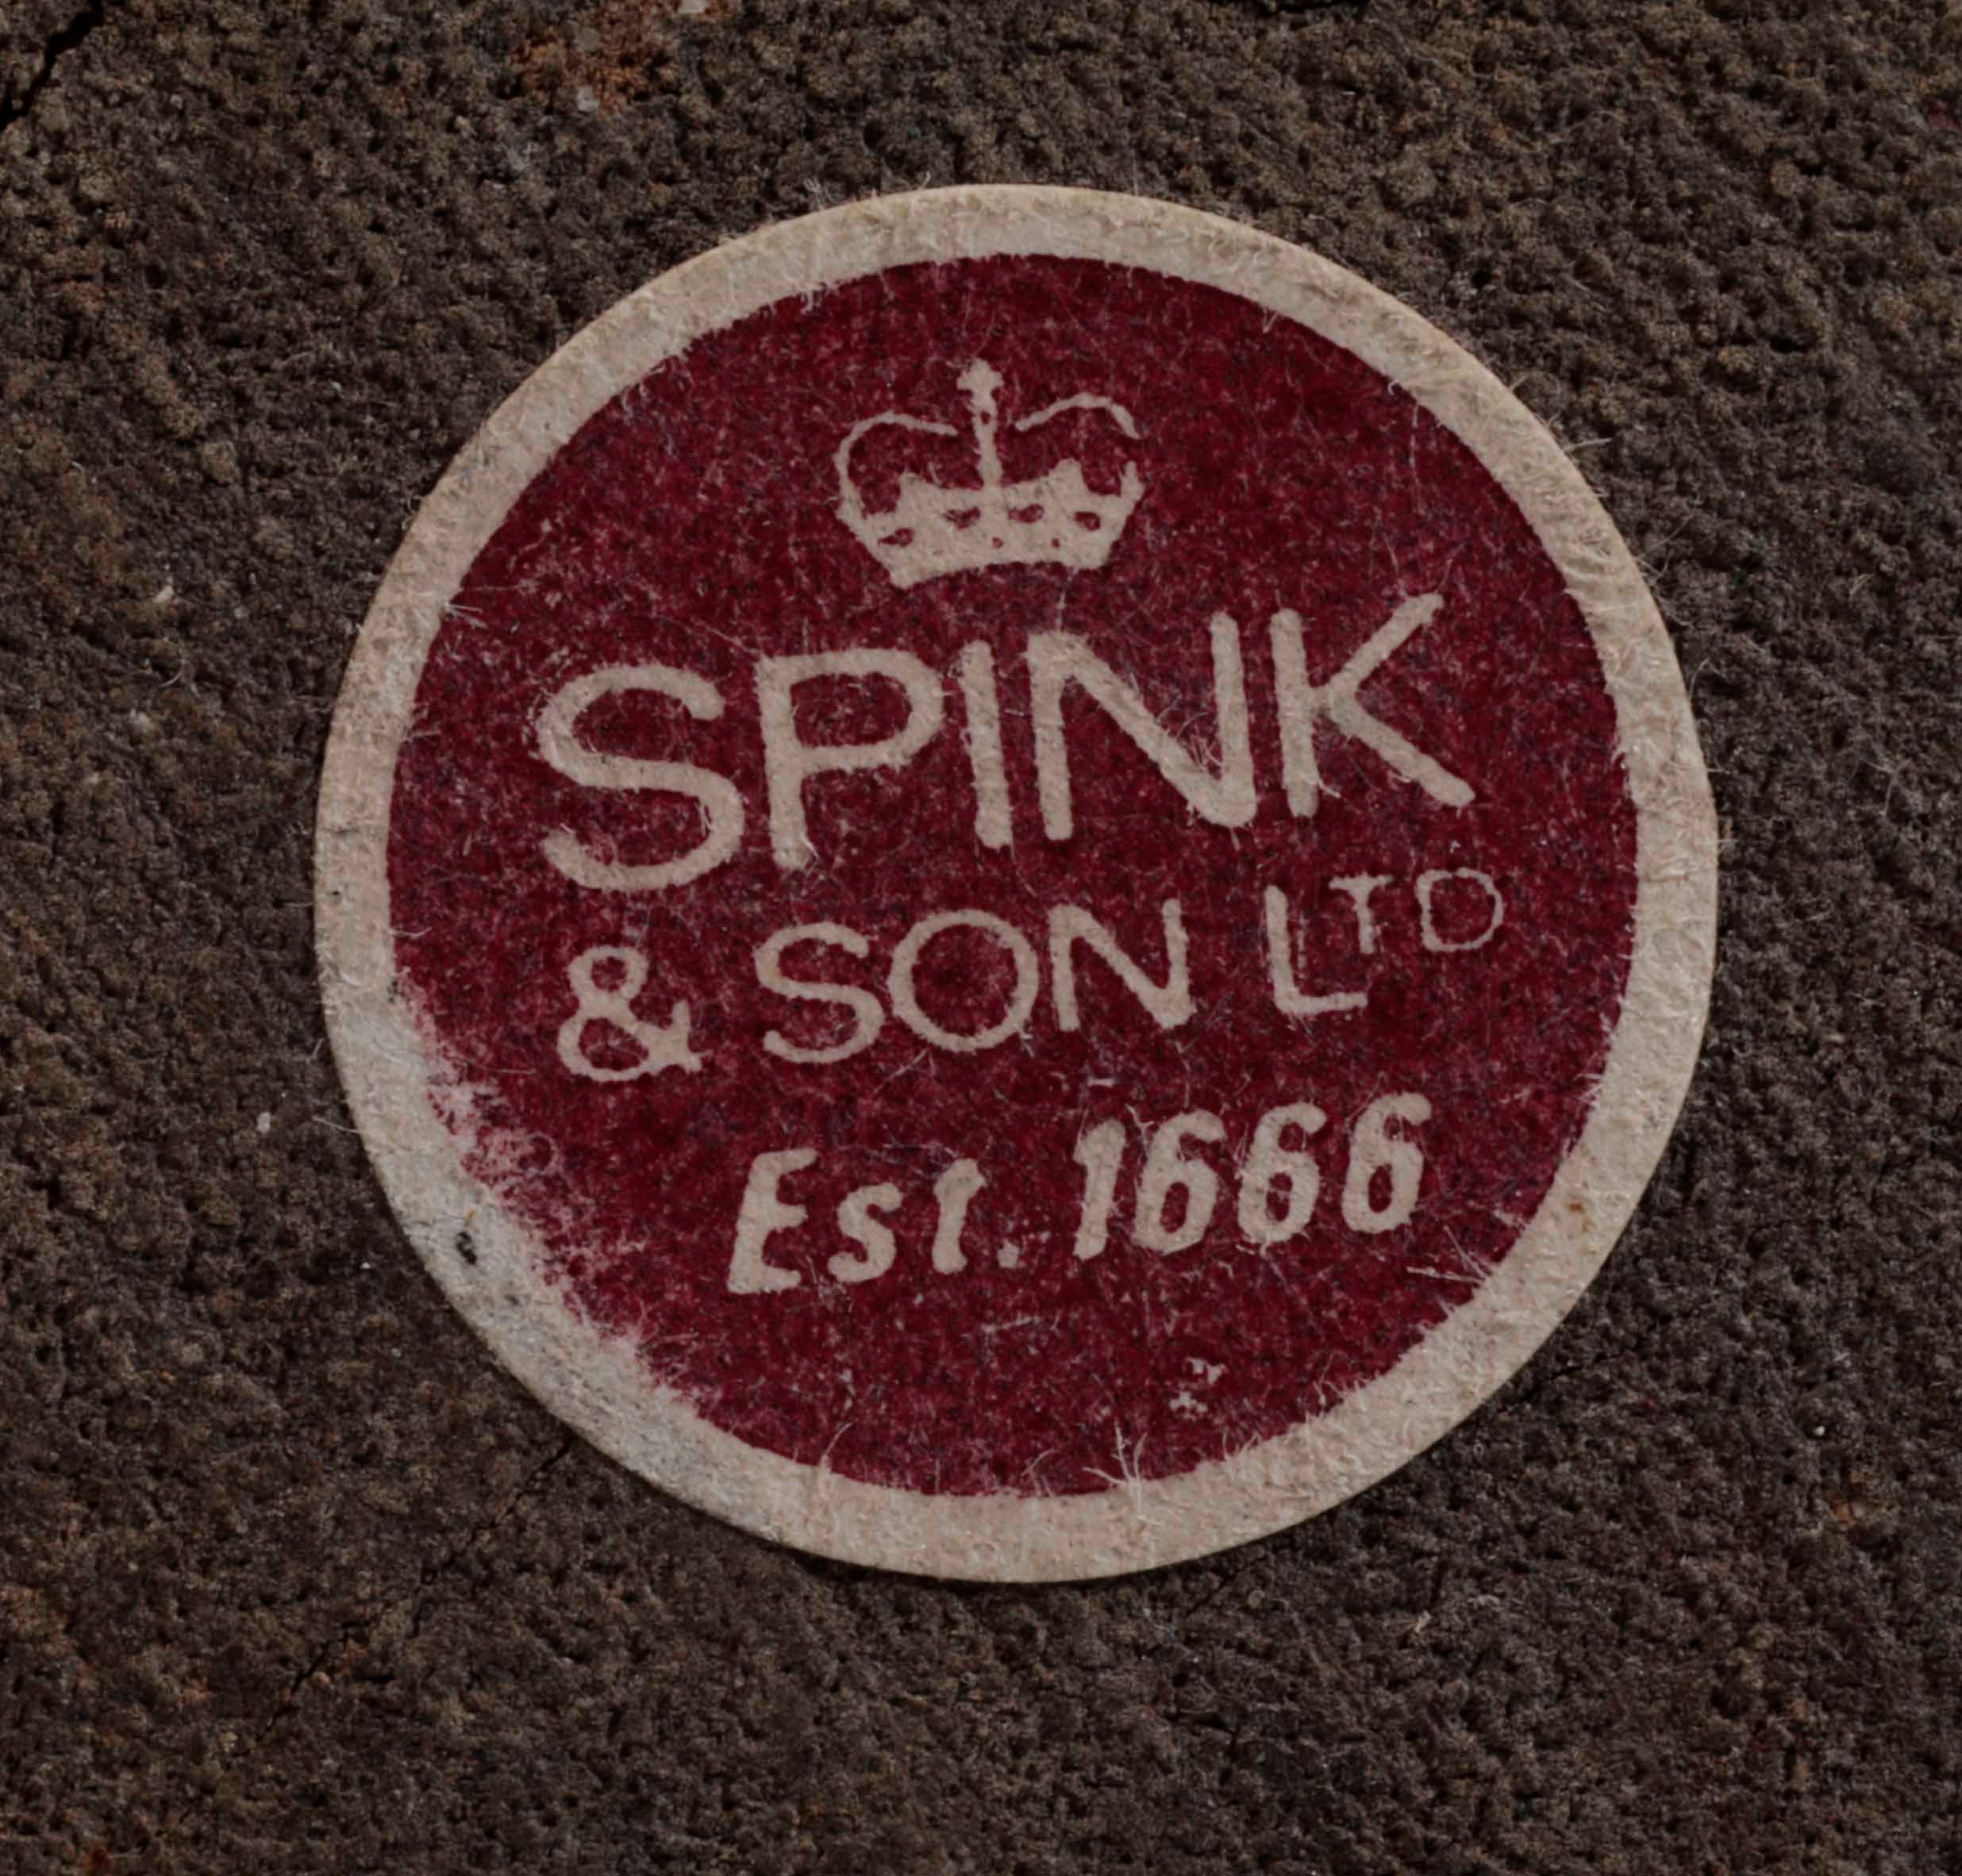 SPINK
& SON LTD
Est. 1666